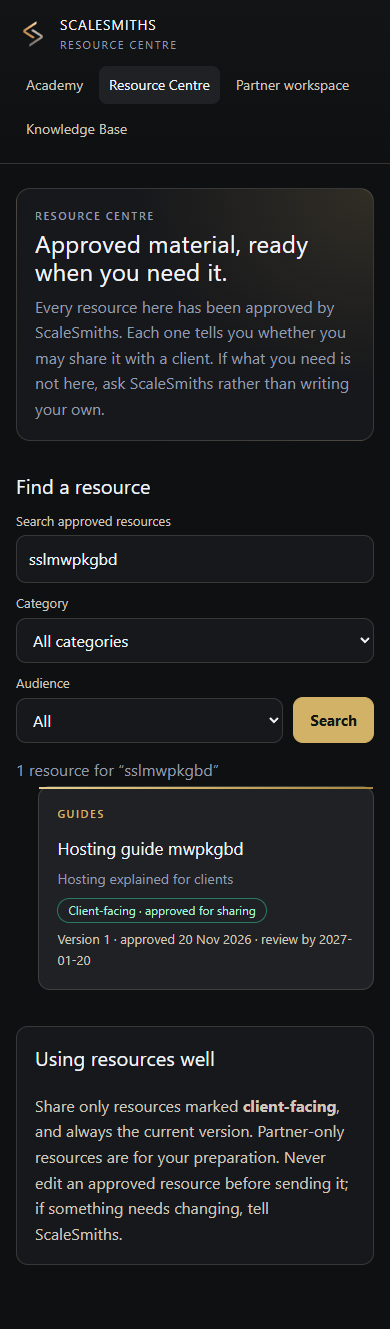 SCALESMITHS
RESOURCE CENTRE
Academy
Resource Centre
Partner workspace
Knowledge Base
RESOURCE CENTRE
Approved material, ready
when you need it.
Every resource here has been approved by
ScaleSmiths. Each one tells you whether you
may share it with a client. If what you need is
not here, ask ScaleSmiths rather than writing
your own.
Find a resource
Search approved resources
sslmwpkgbd
Category
All categories
Audience
All
Search
1 resource for “sslmwpkgbd”
GUIDES
Hosting guide mwpkgbd
Hosting explained for clients
Client-facing · approved for sharing
Version 1 · approved 20 Nov 2026 · review by 2027-
01-20
Using resources well
Share only resources marked client-facing,
and always the current version. Partner-only
resources are for your preparation. Never
edit an approved resource before sending it;
if something needs changing, tell
ScaleSmiths.